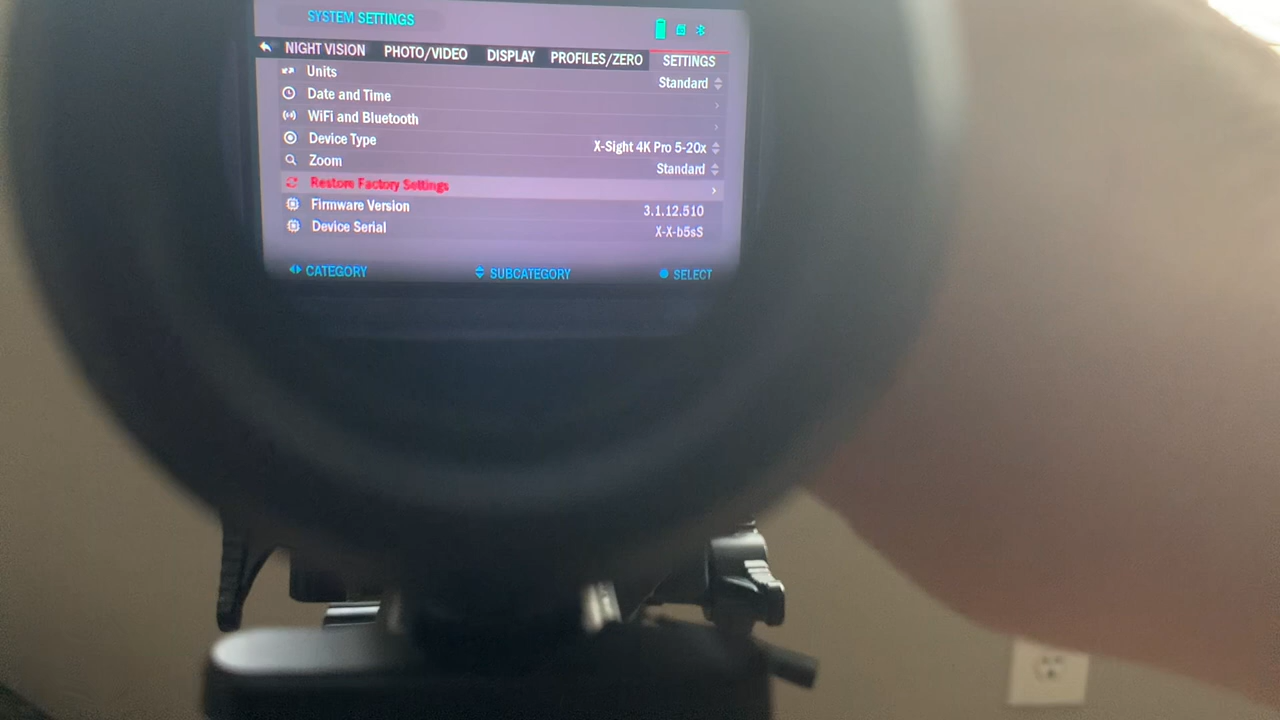 SYSTEM SETTINGS
NIGHT VISION PHOTO/VIDEO DISPLAY PROFILES/ZERO SETTINGS
Units Standard
Date and Time
WiFi and Bluetooth
Device Type X-Sight 4K Pro 5-20x
Zoom Standard
Restore Factory Settings
Firmware Version 3.1.12.510
Device Serial X-X-b5sS
CATEGORY SUBCATEGORY SELECT